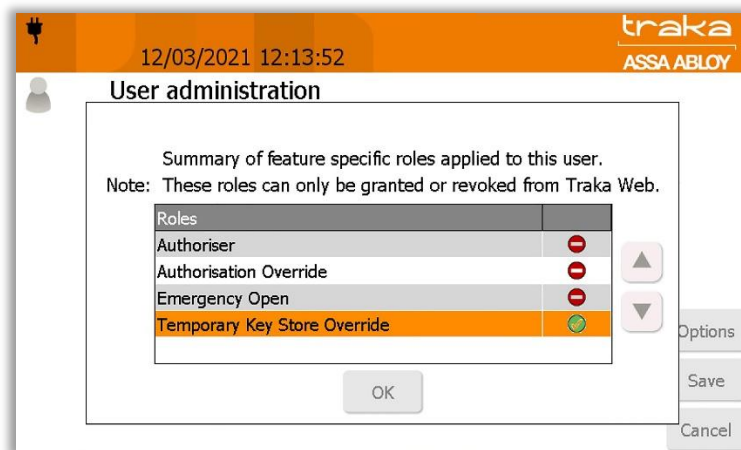 traka
12/03/2021 12:13:52
ASSA ABLOY
User administration
Summary of feature specific roles applied to this user.
Note: These roles can only be granted or revoked from Traka Web.
Roles
Authoriser
Authorisation Override
Emergency Open
Temporary Key Store Override
OK
Options
Save
Cancel